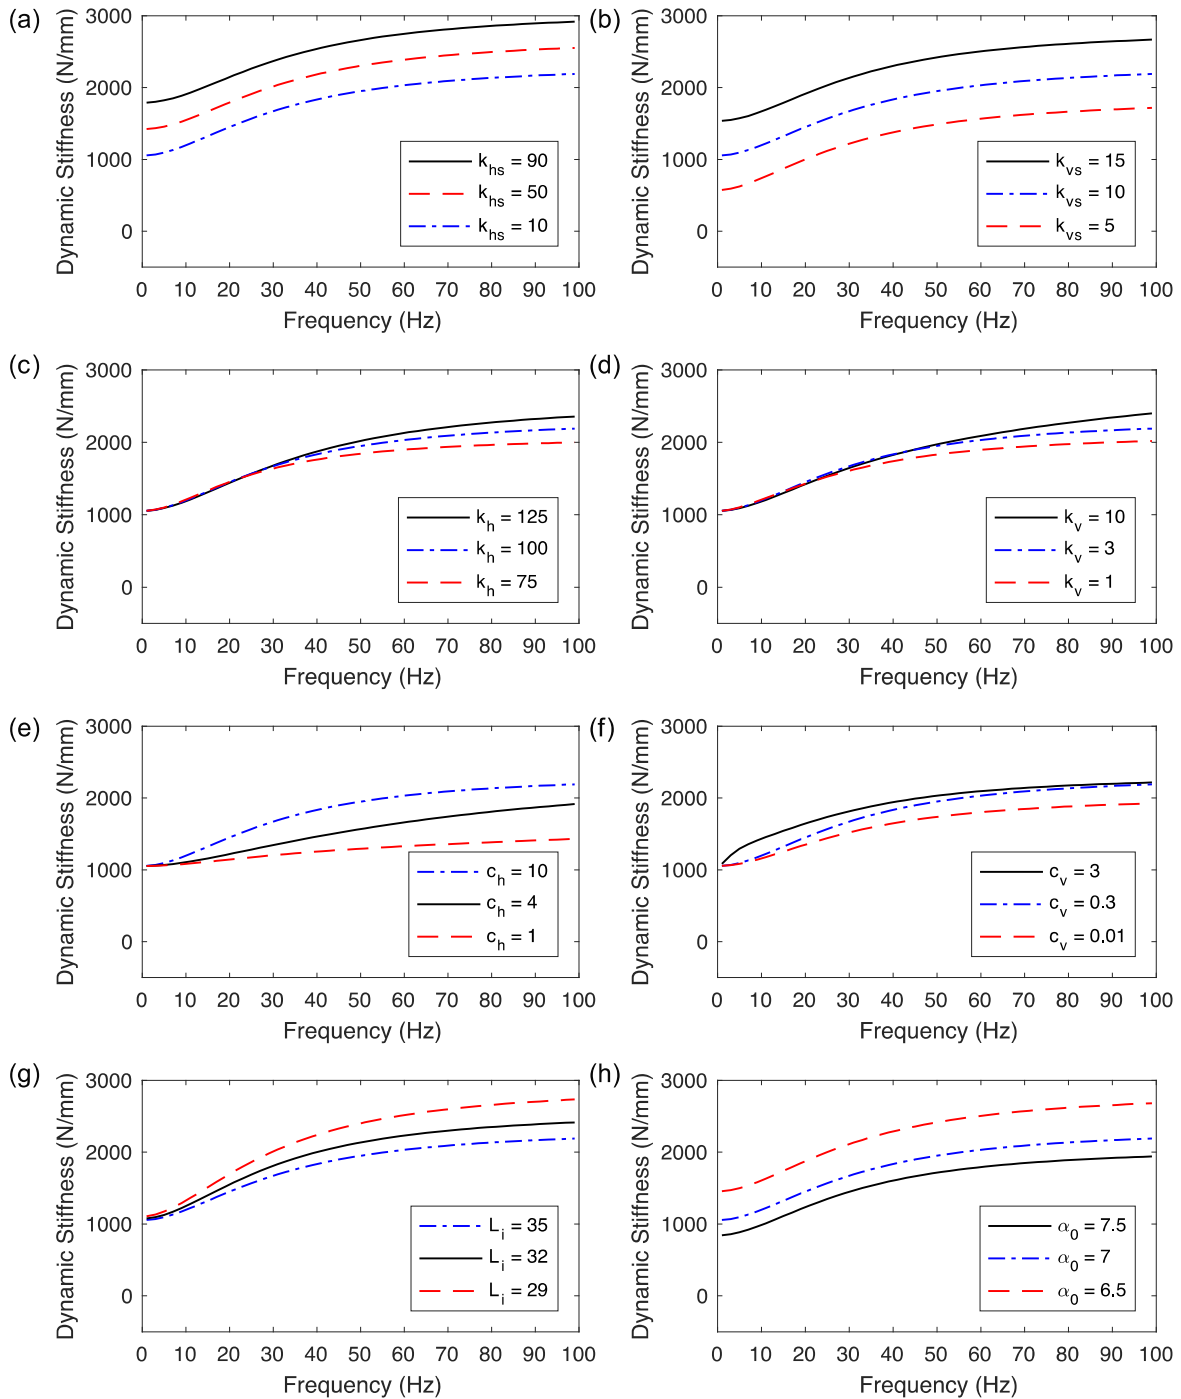 (a)
Dynamic Stiffness (N/mm)
3000
2000
1000
0
k_hs = 90
k_hs = 50
k_hs = 10
0 10 20 30 40 50 60 70 80 90 100
Frequency (Hz)
(b)
Dynamic Stiffness (N/mm)
3000
2000
1000
0
k_vs = 15
k_vs = 10
k_vs = 5
0 10 20 30 40 50 60 70 80 90 100
Frequency (Hz)
(c)
Dynamic Stiffness (N/mm)
3000
2000
1000
0
k_h = 125
k_h = 100
k_h = 75
0 10 20 30 40 50 60 70 80 90 100
Frequency (Hz)
(d)
Dynamic Stiffness (N/mm)
3000
2000
1000
0
k_v = 10
k_v = 3
k_v = 1
0 10 20 30 40 50 60 70 80 90 100
Frequency (Hz)
(e)
Dynamic Stiffness (N/mm)
3000
2000
1000
0
c_h = 10
c_h = 4
c_h = 1
0 10 20 30 40 50 60 70 80 90 100
Frequency (Hz)
(f)
Dynamic Stiffness (N/mm)
3000
2000
1000
0
c_v = 3
c_v = 0.3
c_v = 0.01
0 10 20 30 40 50 60 70 80 90 100
Frequency (Hz)
(g)
Dynamic Stiffness (N/mm)
3000
2000
1000
0
L_i = 35
L_i = 32
L_i = 29
0 10 20 30 40 50 60 70 80 90 100
Frequency (Hz)
(h)
Dynamic Stiffness (N/mm)
3000
2000
1000
0
α_0 = 7.5
α_0 = 7
α_0 = 6.5
0 10 20 30 40 50 60 70 80 90 100
Frequency (Hz)